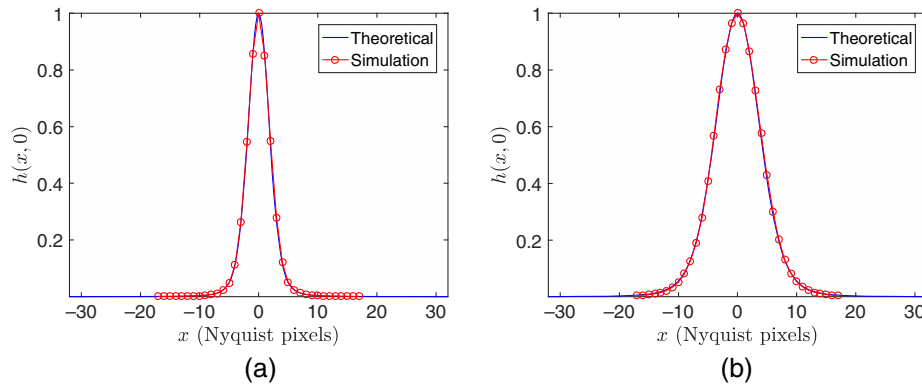 1
0.8
0.6
0.4
0.2
h(x, 0)
Theoretical
Simulation
−30 −20 −10 0 10 20 30
x (Nyquist pixels)
(a)
1
0.8
0.6
0.4
0.2
h(x, 0)
Theoretical
Simulation
−30 −20 −10 0 10 20 30
x (Nyquist pixels)
(b)